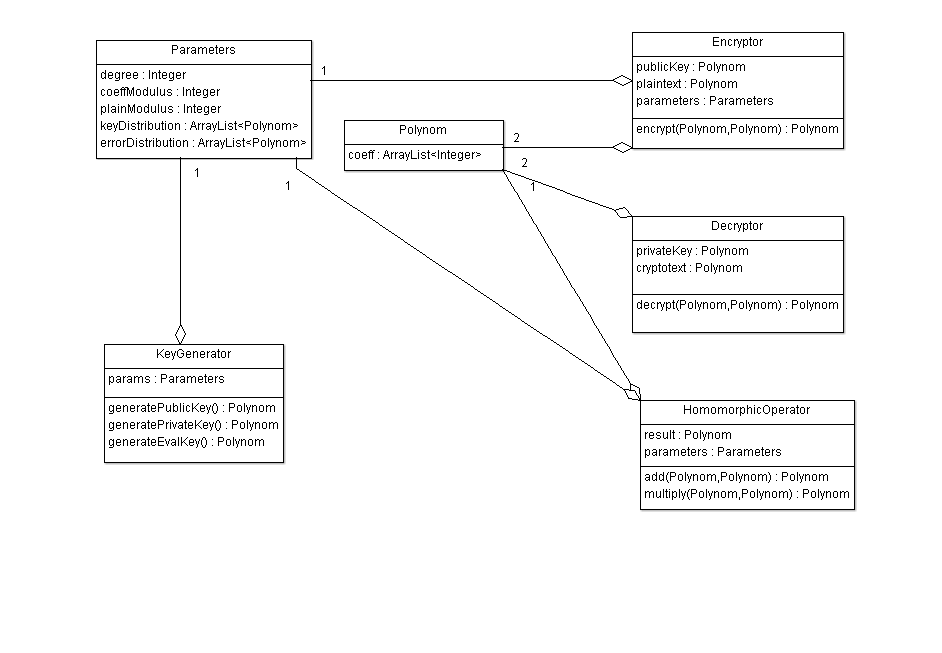 Parameters
degree : Integer
coeffModulus : Integer
plainModulus : Integer
keyDistribution : ArrayList<Polynom>
errorDistribution : ArrayList<Polynom>
1
1
1
Polynom
coeff : ArrayList<Integer>
2
2
1
Encryptor
publicKey : Polynom
plaintext : Polynom
parameters : Parameters
encrypt(Polynom,Polynom) : Polynom
Decryptor
privateKey : Polynom
cryptotext : Polynom
decrypt(Polynom,Polynom) : Polynom
KeyGenerator
params : Parameters
generatePublicKey() : Polynom
generatePrivateKey() : Polynom
generateEvalKey() : Polynom
HomomorphicOperator
result : Polynom
parameters : Parameters
add(Polynom,Polynom) : Polynom
multiply(Polynom,Polynom) : Polynom